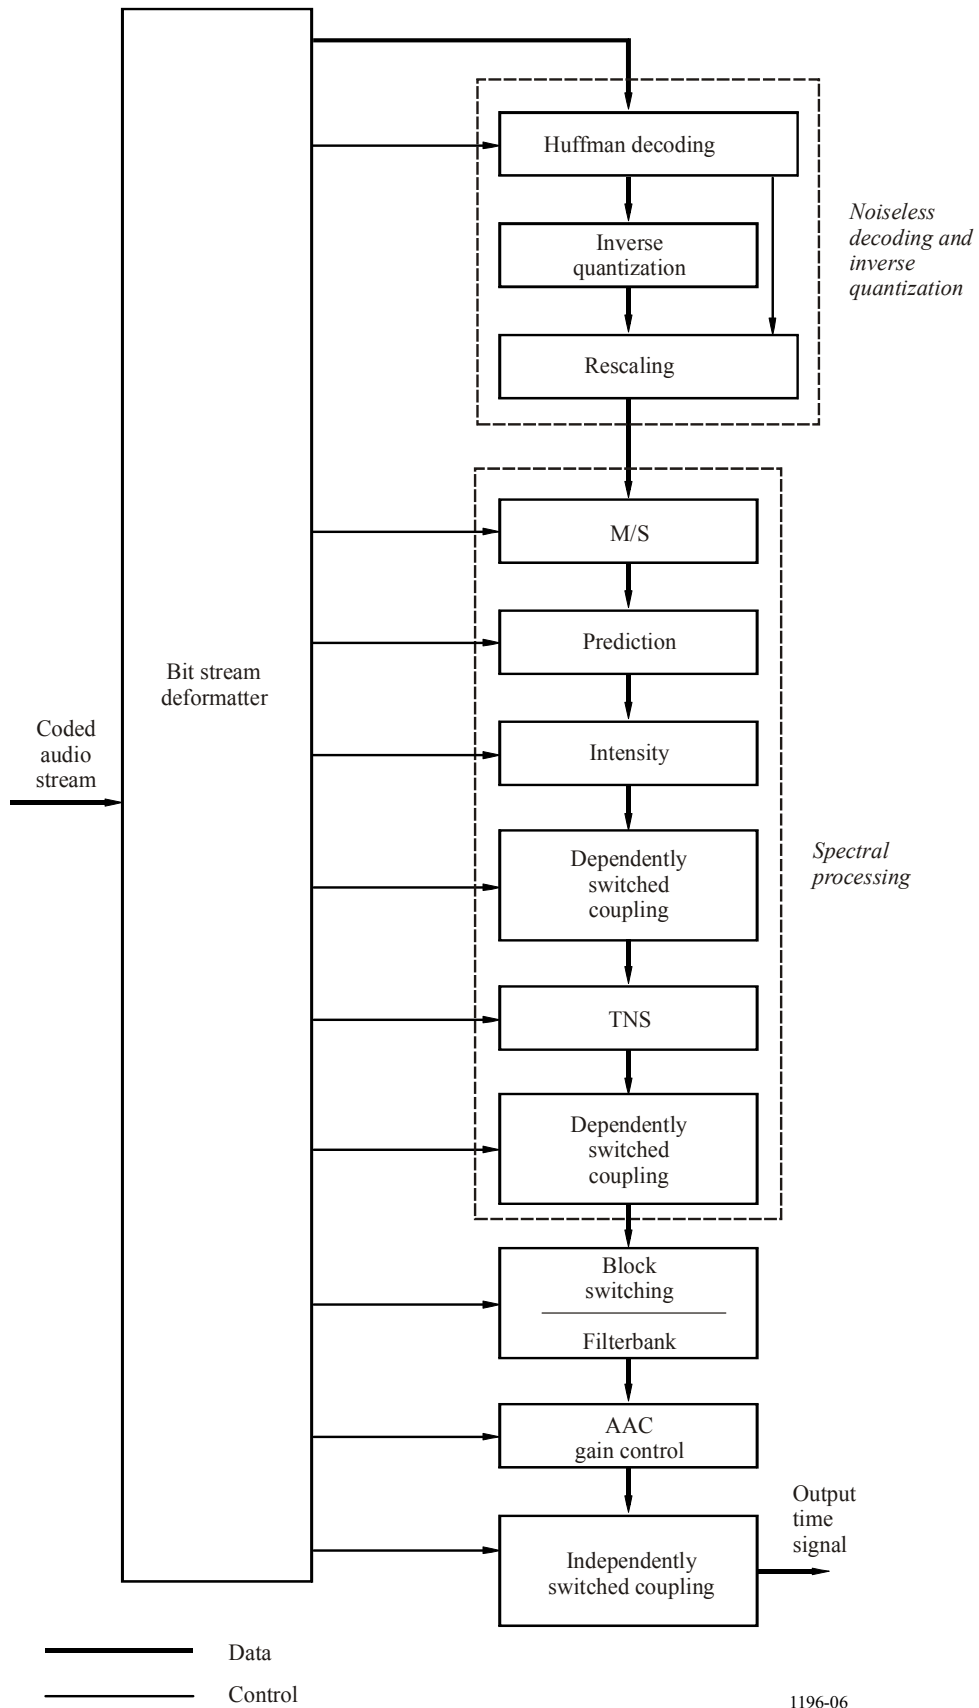 Huffman decoding
Noiseless
decoding and
inverse
quantization
Inverse
quantization
Rescaling
M/S
Prediction
Bit stream
deformatter
Coded
audio
stream
Intensity
Dependently
switched
coupling
Spectral
processing
TNS
Dependently
switched
coupling
Block
switching
Filterbank
AAC
gain control
Output
time
signal
Independently
switched coupling
Data
Control
1196-06